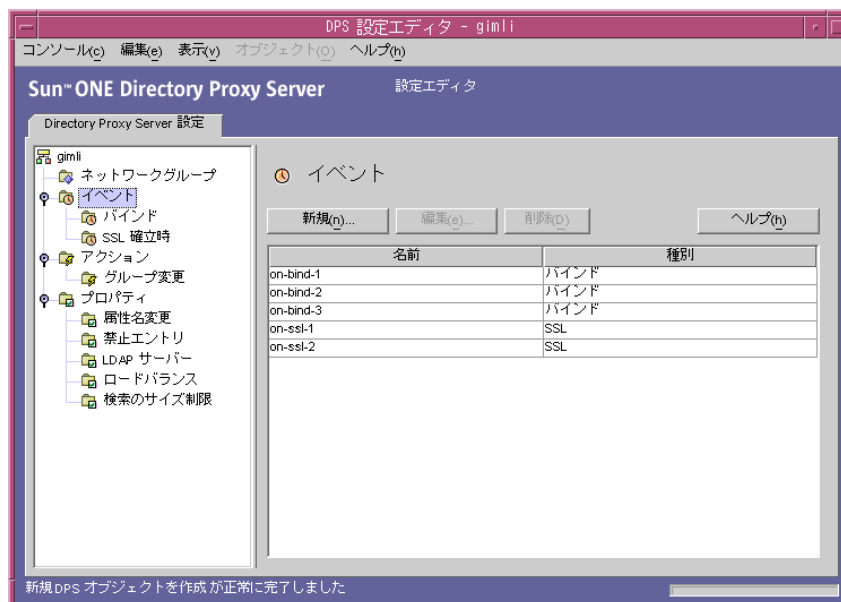 DPS 設定エディタ - gimli
コンソール(c) 編集(e) 表示(v) オブジェクト(o) ヘルプ(h)
Sun™ ONE Directory Proxy Server 設定エディタ
Directory Proxy Server 設定
gimli
ネットワークグループ
イベント
バインド
SSL 確立時
アクション
グループ変更
プロパティ
属性名変更
禁止エントリ
LDAP サーバー
ロードバランス
検索のサイズ制限
イベント
新規(n)... 編集(e)... 削除(D) ヘルプ(h)
名前 種別
on-bind-1 バインド
on-bind-2 バインド
on-bind-3 バインド
on-ssl-1 SSL
on-ssl-2 SSL
新規DPS オブジェクトを作成 が正常に完了しました